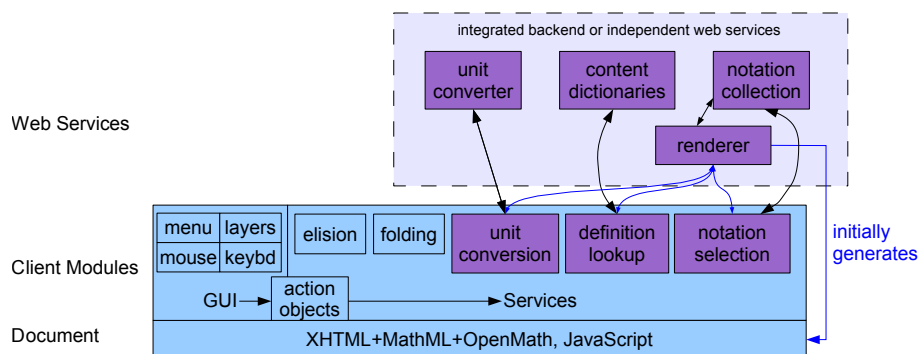 integrated backend or independent web services
unit
converter
content
dictionaries
notation
collection
Web Services
renderer
menu
layers
mouse
keybd
elision
folding
unit
conversion
definition
lookup
notation
selection
initially
generates
Client Modules
GUI
action
objects
Services
Document
XHTML+MathML+OpenMath, JavaScript